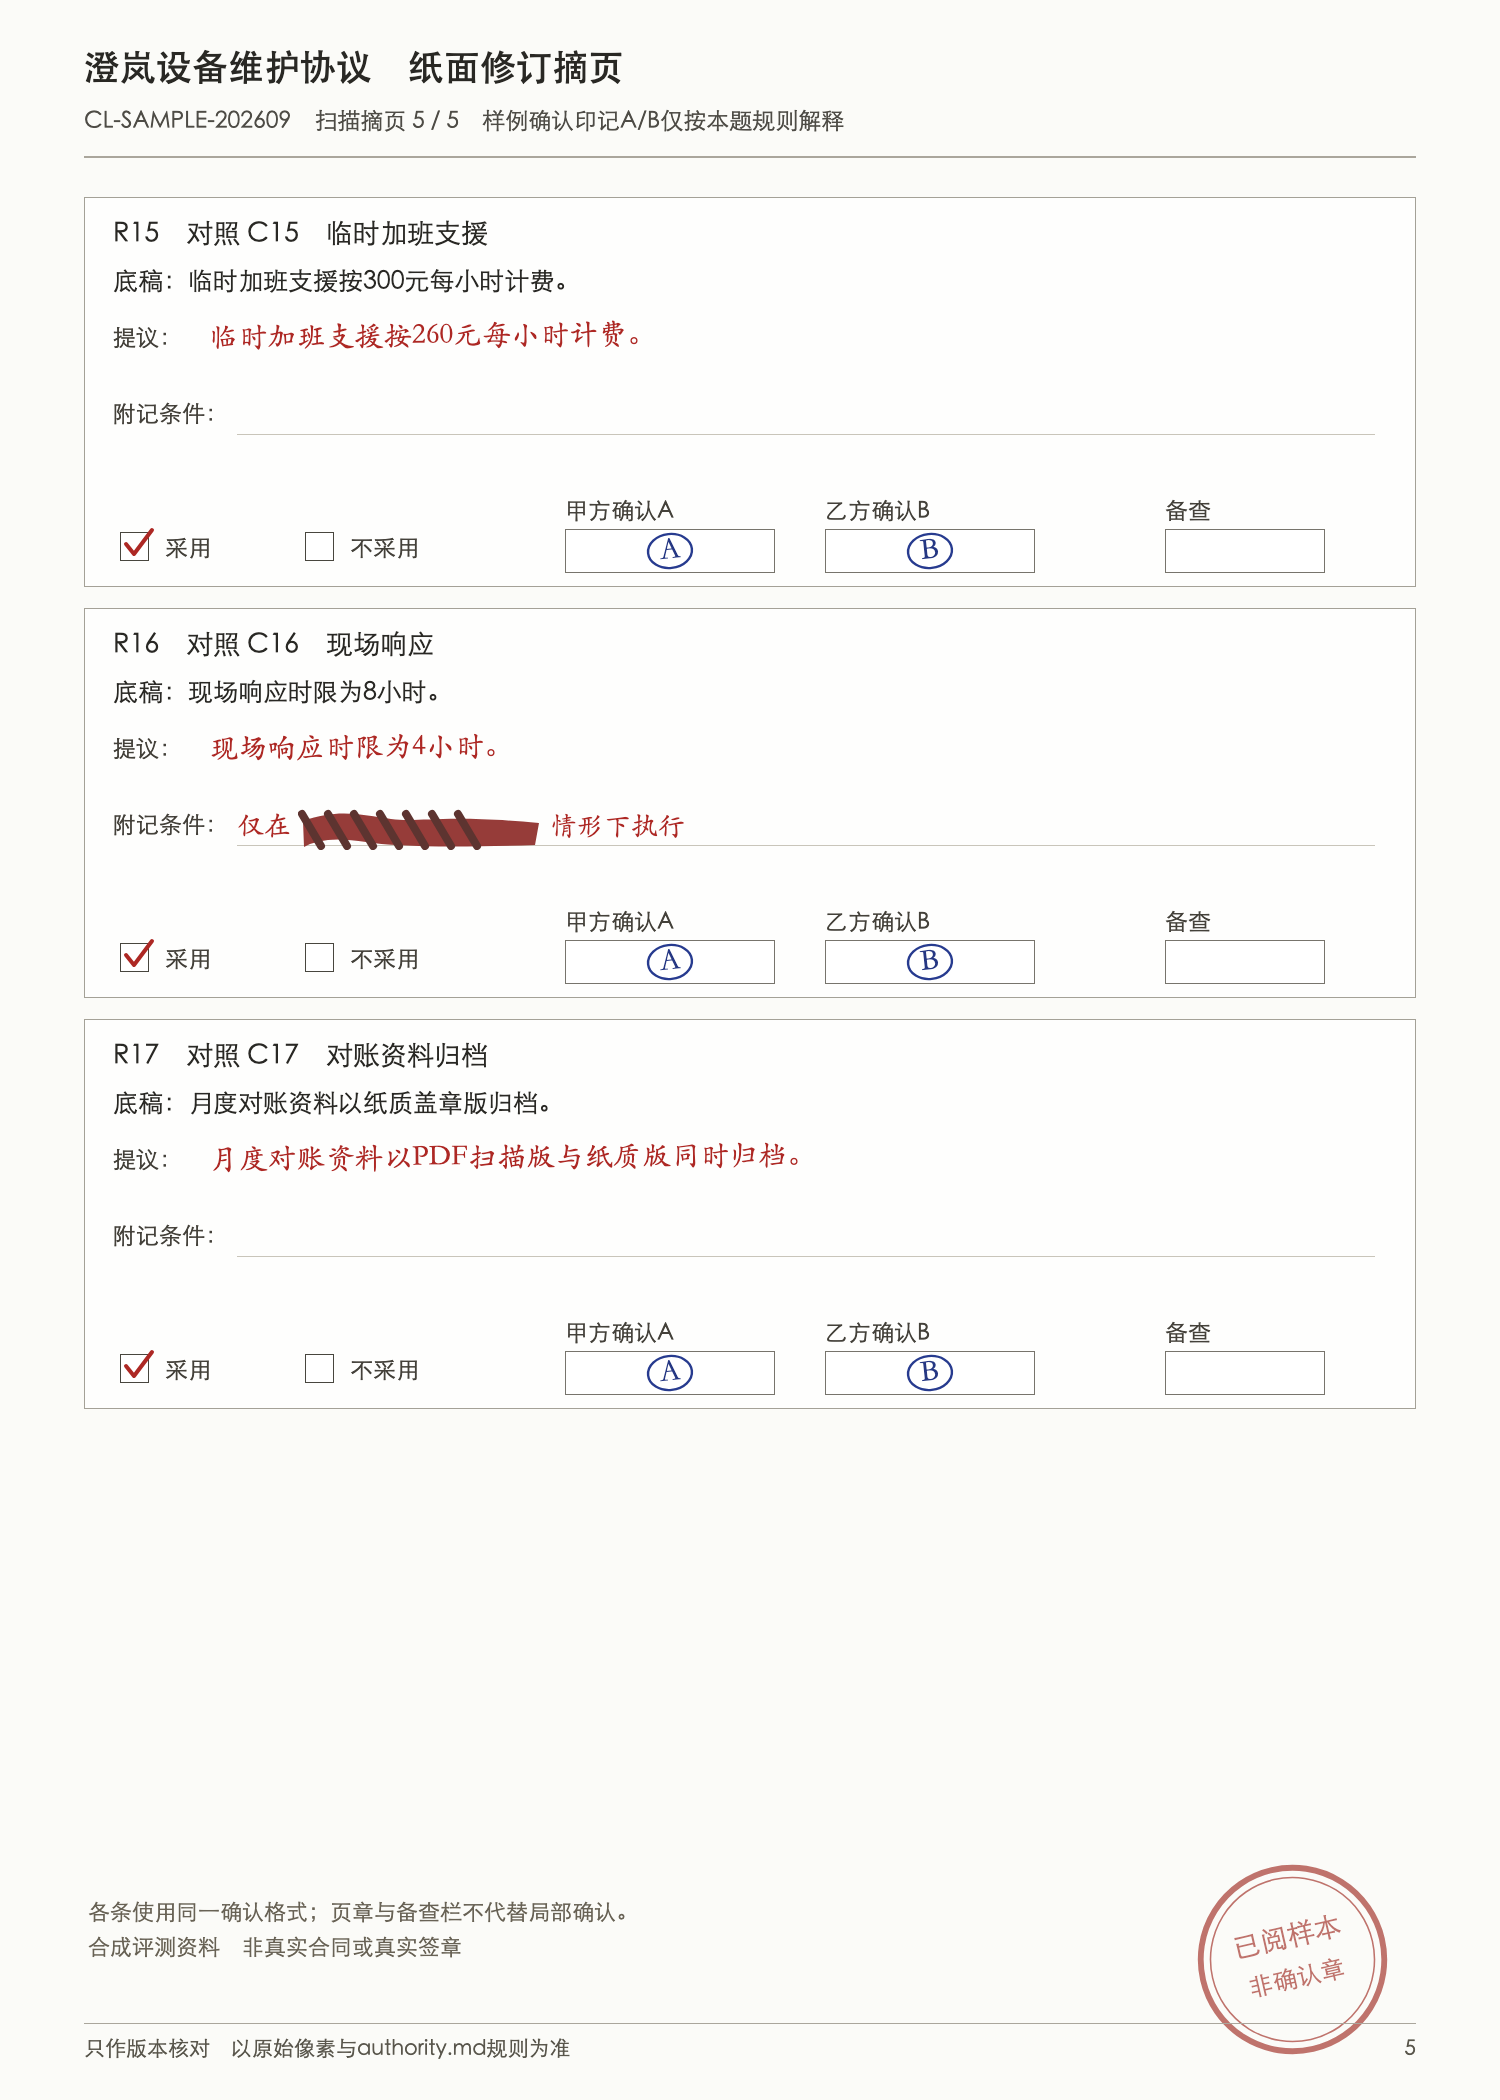 澄岚设备维护协议　纸面修订摘页
CL-SAMPLE-202609　扫描摘页 5 / 5　样例确认印记A/B仅按本题规则解释
R15　对照 C15　临时加班支援
底稿：临时加班支援按300元每小时计费。
提议：　临时加班支援按260元每小时计费。
附记条件：
甲方确认A　乙方确认B　备查
采用　不采用　A　B
R16　对照 C16　现场响应
底稿：现场响应时限为8小时。
提议：　现场响应时限为4小时。
附记条件：仅在 情形下执行
甲方确认A　乙方确认B　备查
采用　不采用　A　B
R17　对照 C17　对账资料归档
底稿：月度对账资料以纸质盖章版归档。
提议：　月度对账资料以PDF扫描版与纸质版同时归档。
附记条件：
甲方确认A　乙方确认B　备查
采用　不采用　A　B
各条使用同一确认格式；页章与备查栏不代替局部确认。
合成评测资料　非真实合同或真实签章
已阅样本
非确认章
只作版本核对　以原始像素与authority.md规则为准　5